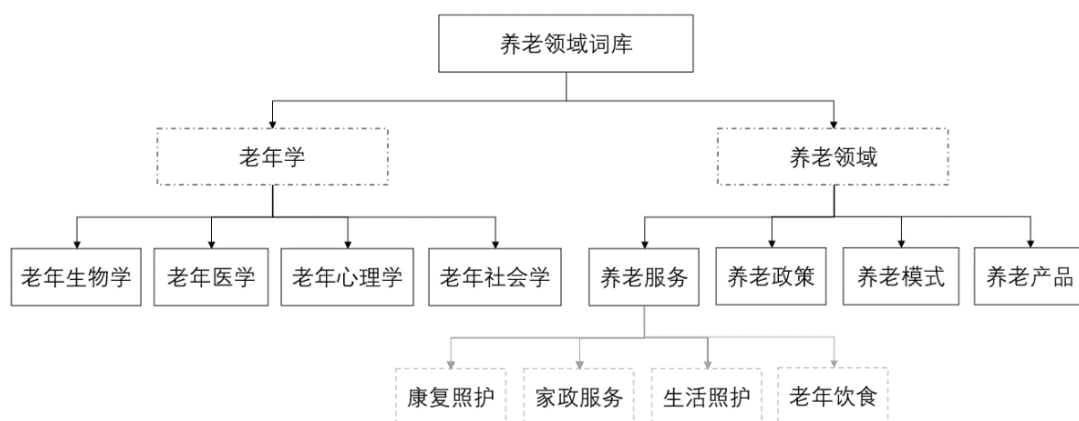 养老领域词库
老年学
养老领域
老年生物学
老年医学
老年心理学
老年社会学
养老服务
养老政策
养老模式
养老产品
康复照护
家政服务
生活照护
老年饮食